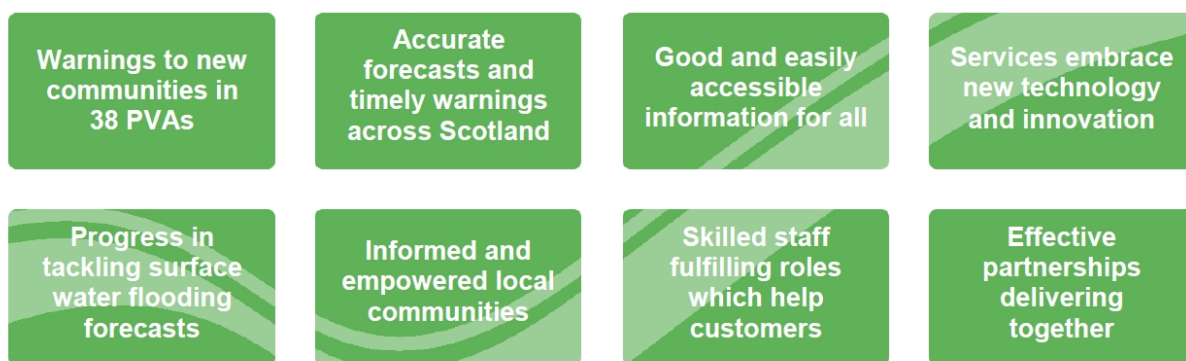 Warnings to new
communities in
38 PVAs
Accurate
forecasts and
timely warnings
across Scotland
Good and easily
accessible
information for all
Services embrace
new technology
and innovation
Progress in
tackling surface
water flooding
forecasts
Informed and
empowered local
communities
Skilled staff
fulfilling roles
which help
customers
Effective
partnerships
delivering
together